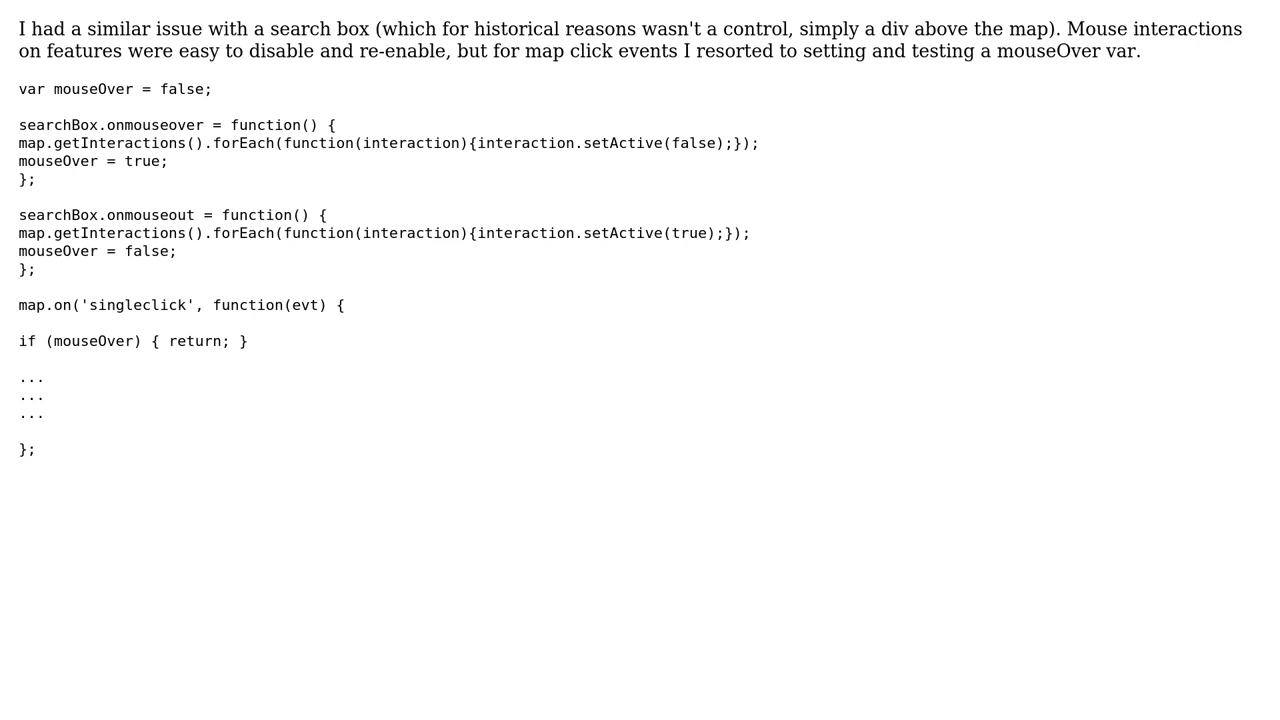 I had a similar issue with a search box (which for historical reasons wasn't a control, simply a div above the map). Mouse interactions
on features were easy to disable and re-enable, but for map click events I resorted to setting and testing a mouseOver var.
var mouseOver = false;
searchBox.onmouseover = function() {
map.getInteractions().forEach(function(interaction){interaction.setActive(false);});
mouseOver = true;
};
searchBox.onmouseout = function() {
map.getInteractions().forEach(function(interaction){interaction.setActive(true);});
mouseOver = false;
};
map.on('singleclick', function(evt) {
if (mouseOver) { return; }
...
...
...
};